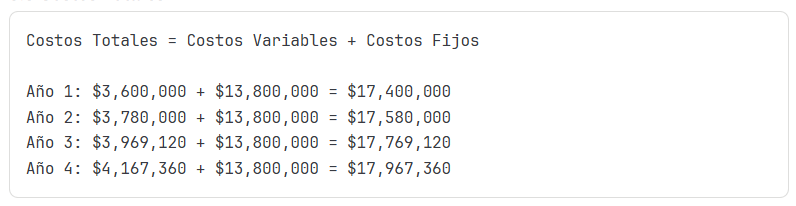 Costos Totales = Costos Variables + Costos Fijos
Año 1: $3,600,000 + $13,800,000 = $17,400,000
Año 2: $3,780,000 + $13,800,000 = $17,580,000
Año 3: $3,969,120 + $13,800,000 = $17,769,120
Año 4: $4,167,360 + $13,800,000 = $17,967,360